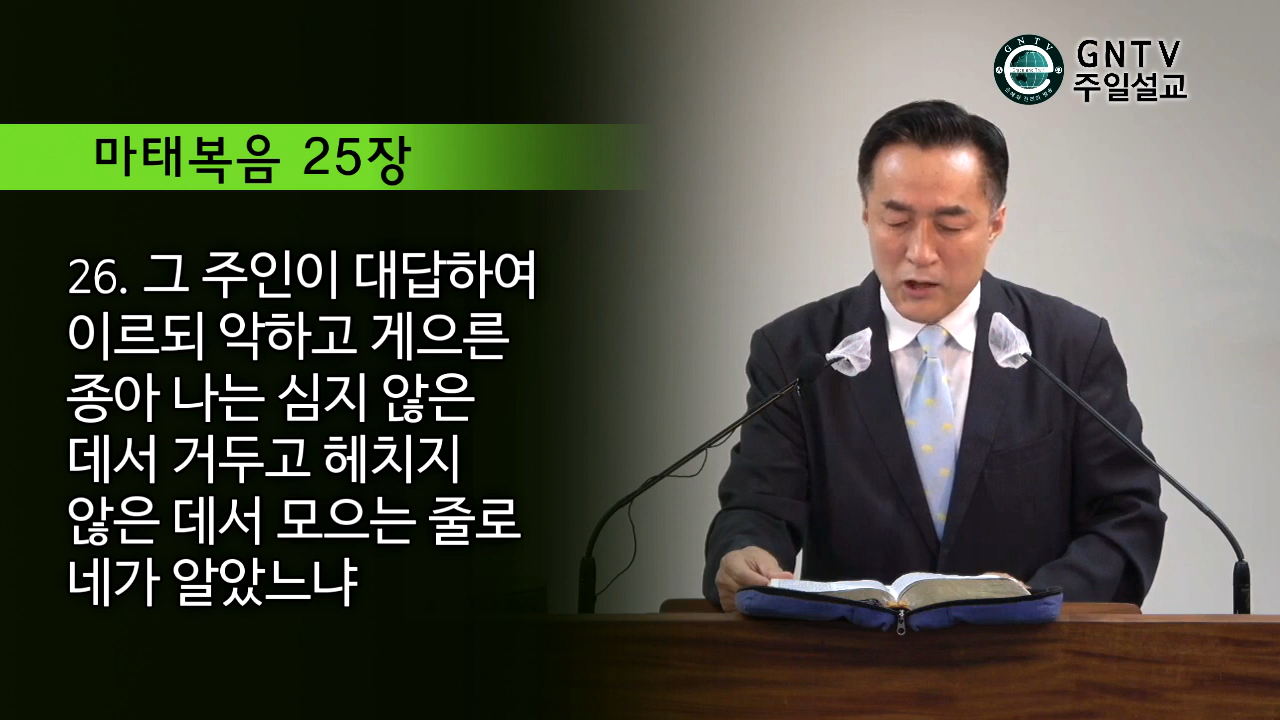 GNTV
주일설교
마태복음 25장
26. 그 주인이 대답하여
이르되 악하고 게으른
종아 나는 심지 않은
데서 거두고 헤치지
않은 데서 모으는 줄로
네가 알았느냐